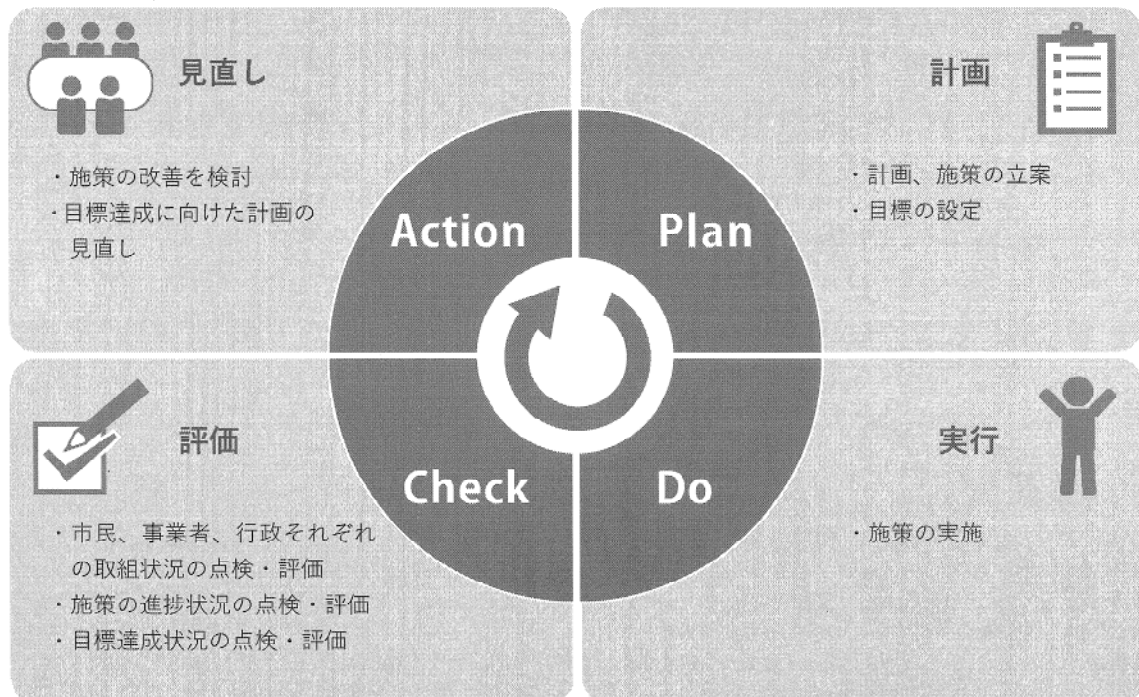 見直し
・施策の改善を検討
・目標達成に向けた計画の
見直し
計画
・計画、施策の立案
・目標の設定
Action
Plan
Check
Do
評価
・市民、事業者、行政それぞれ
の取組状況の点検・評価
・施策の進捗状況の点検・評価
・目標達成状況の点検・評価
実行
・施策の実施